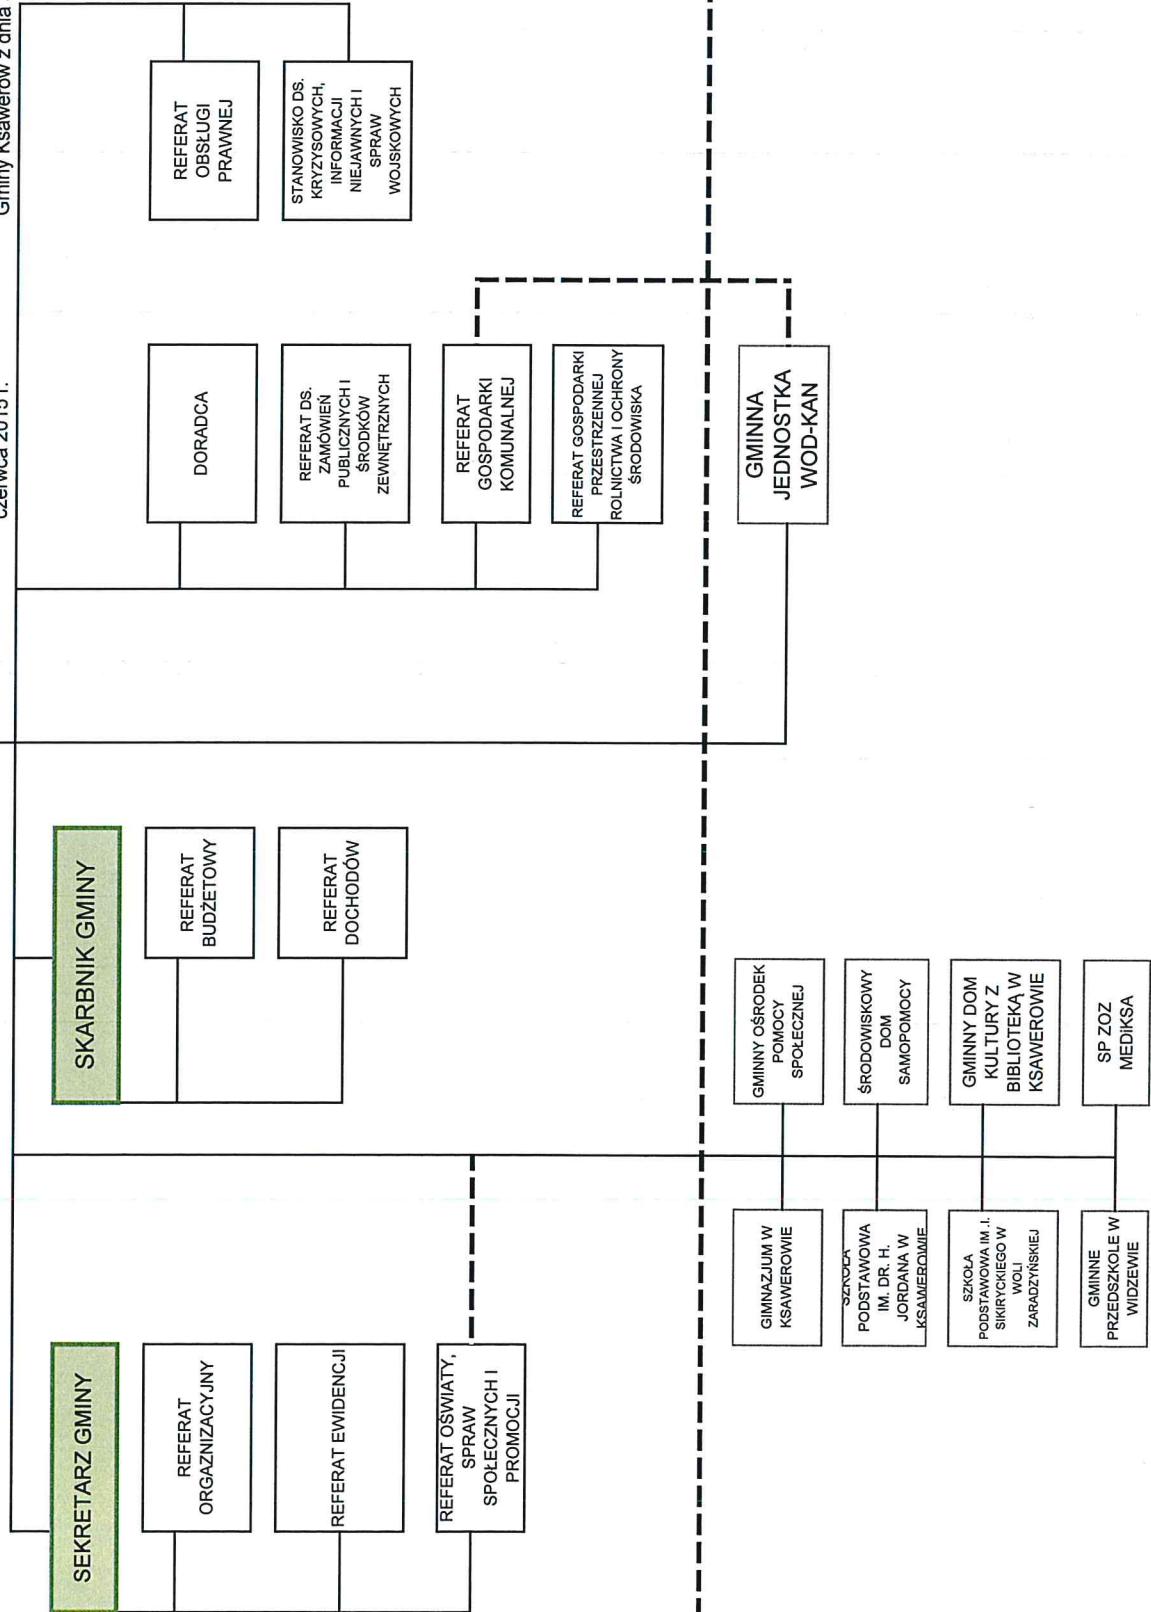 Gminy Ksawerów z dnia
czerwca 2015 r.
SEKRETARZ GMINY
REFERAT
ORGAZNIZACYJNY
REFERAT EWIDENCJI
REFERAT OŚWIATY,
SPRAW
SPOŁECZNYCH I
PROMOCJI
SKARBNIK GMINY
REFERAT
BUDŻETOWY
REFERAT
DOCHODÓW
DORADCA
REFERAT DS.
ZAMÓWIEŃ
PUBLICZNYCH I
ŚRODKÓW
ZEWNĘTRZNYCH
REFERAT
GOSPODARKI
KOMUNALNEJ
REFERAT GOSPODARKI
PRZESTRZENNEJ
ROLNICTWA I OCHRONY
ŚRODOWISKA
REFERAT
OBSŁUGI
PRAWNEJ
STANOWISKO DS.
KRYZYSOWYCH,
INFORMACJI
NIEJAWNYCH I
SPRAW
WOJSKOWYCH
GMINNA
JEDNOSTKA
WOD-KAN
GIMNAZJUM W
KSAWEROWIE
SZKOŁA
PODSTAWOWA
IM. DR. H.
JORDANA W
KSAWEROWIE
SZKOŁA
PODSTAWOWA IM .I.
SIKIRYCKIEGO W
WOLI
ZARADZYŃSKIEJ
GMINNE
PRZEDSZKOLE W
WIDZEWIE
GMINNY OŚRODEK
POMOCY
SPOŁECZNEJ
ŚRODOWISKOWY
DOM
SAMOPOMOCY
GMINNY DOM
KULTURY Z
BIBLIOTEKĄ W
KSAWEROWIE
SP ZOZ
MEDIKSA